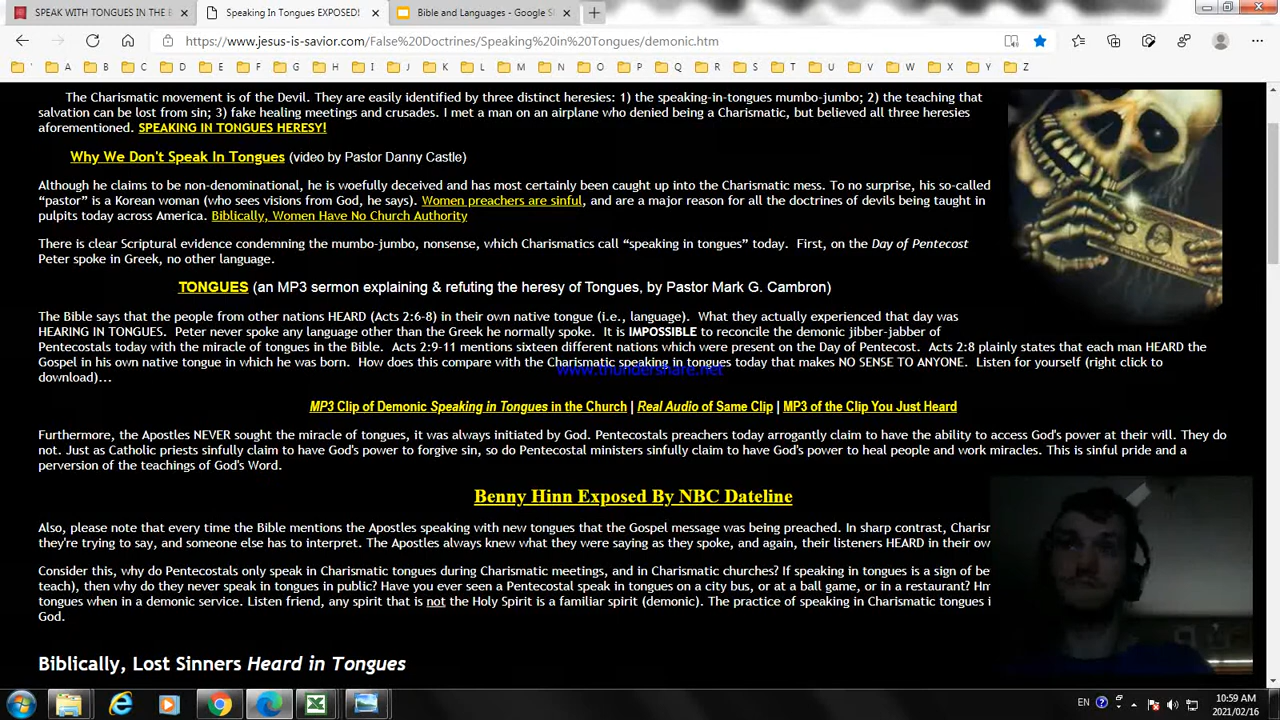 SPEAK WITH TONGUES IN THE B
Speaking In Tongues EXPOSED!
Bible and Languages - Google Sl
https://www.jesus-is-savior.com/False%20Doctrines/Speaking%20in%20Tongues/demonic.htm
' A B C D E F G H I J K L M N O P Q R S T U V W X Y Z
The Charismatic movement is of the Devil. They are easily identified by three distinct heresies: 1) the speaking-in-tongues mumbo-jumbo; 2) the teaching that
salvation can be lost from sin; 3) fake healing meetings and crusades. I met a man on an airplane who denied being a Charismatic, but believed all three heresies
aforementioned. SPEAKING IN TONGUES HERESY!
Why We Don't Speak In Tongues (video by Pastor Danny Castle)
Although he claims to be non-denominational, he is woefully deceived and has most certainly been caught up into the Charismatic mess. To no surprise, his so-called
“pastor” is a Korean woman (who sees visions from God, he says). Women preachers are sinful, and are a major reason for all the doctrines of devils being taught in
pulpits today across America. Biblically, Women Have No Church Authority
There is clear Scriptural evidence condemning the mumbo-jumbo, nonsense, which Charismatics call “speaking in tongues” today. First, on the Day of Pentecost
Peter spoke in Greek, no other language.
TONGUES (an MP3 sermon explaining & refuting the heresy of Tongues, by Pastor Mark G. Cambron)
The Bible says that the people from other nations HEARD (Acts 2:6-8) in their own native tongue (i.e., language). What they actually experienced that day was
HEARING IN TONGUES. Peter never spoke any language other than the Greek he normally spoke. It is IMPOSSIBLE to reconcile the demonic jibber-jabber of
Pentecostals today with the miracle of tongues in the Bible. Acts 2:9-11 mentions sixteen different nations which were present on the Day of Pentecost. Acts 2:8 plainly states that each man HEARD the
Gospel in his own native tongue in which he was born. How does this compare with the Charismatic speaking in tongues today that makes NO SENSE TO ANYONE. Listen for yourself (right click to
www.thundershare.net
download)...
MP3 Clip of Demonic Speaking in Tongues in the Church | Real Audio of Same Clip | MP3 of the Clip You Just Heard
Furthermore, the Apostles NEVER sought the miracle of tongues, it was always initiated by God. Pentecostals preachers today arrogantly claim to have the ability to access God's power at their will. They do
not. Just as Catholic priests sinfully claim to have God's power to forgive sin, so do Pentecostal ministers sinfully claim to have God's power to heal people and work miracles. This is sinful pride and a
perversion of the teachings of God's Word.
Benny Hinn Exposed By NBC Dateline
Also, please note that every time the Bible mentions the Apostles speaking with new tongues that the Gospel message was being preached. In sharp contrast, Charisr
they're trying to say, and someone else has to interpret. The Apostles always knew what they were saying as they spoke, and again, their listeners HEARD in their ow
Consider this, why do Pentecostals only speak in Charismatic tongues during Charismatic meetings, and in Charismatic churches? If speaking in tongues is a sign of be
teach), then why do they never speak in tongues in public? Have you ever seen a Pentecostal speak in tongues on a city bus, or at a ball game, or in a restaurant? Hm
tongues when in a demonic service. Listen friend, any spirit that is not the Holy Spirit is a familiar spirit (demonic). The practice of speaking in Charismatic tongues i
God.
Biblically, Lost Sinners Heard in Tongues
EN
10:59 AM
2021/02/16